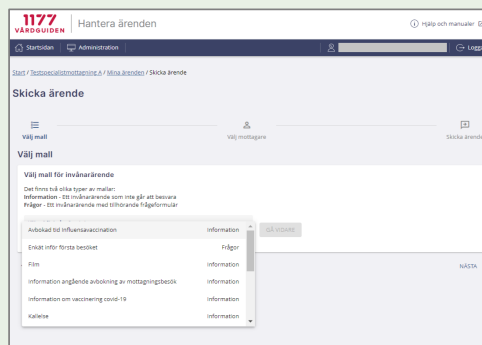 1177
VÅRDGUIDEN
Hantera ärenden
Hjälp och manualer
Startsidan
Administration
Logga
Start / Testspecialistmottagning A / Mina ärenden / Skicka ärende
Skicka ärende
Välj mall
Välj mottagare
Skicka ärende
Välj mall
Välj mall för invånarärende
Det finns två olika typer av mallar:
Information - Ett invånarärende som inte går att besvara
Frågor - Ett invånarärende med tillhörande frågeformulär
GÅ VIDARE
Avbokad tid Influensavaccination Information
Enkät inför första besöket Frågor
Film Information
Information angående avbokning av mottagningsbesök Information
Information om vaccinering covid-19 Information
Kallelse Information
NÄSTA